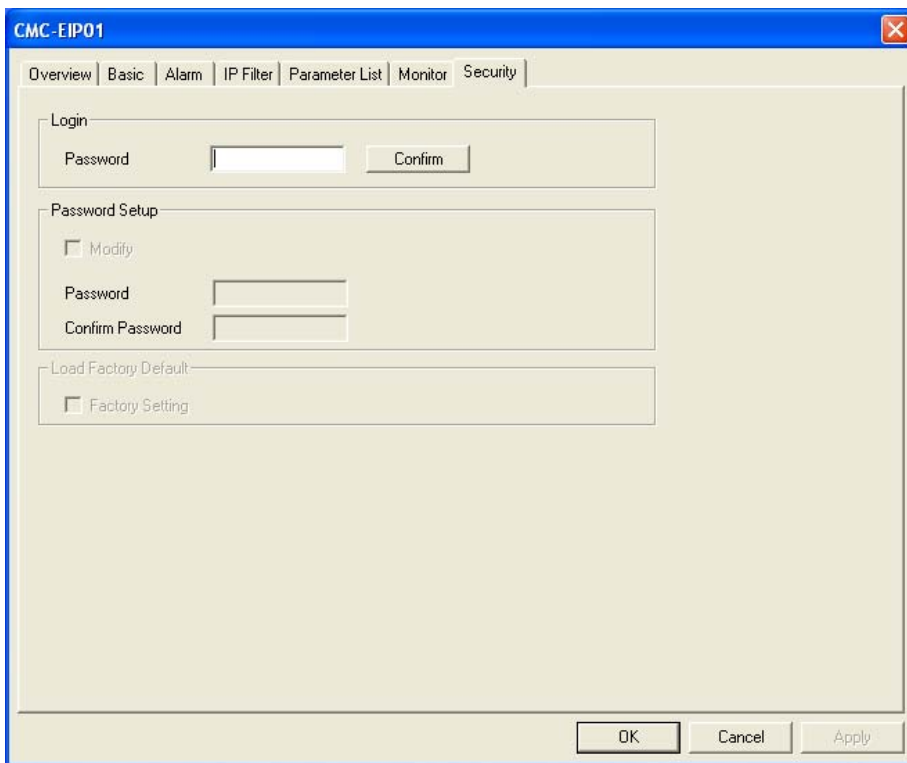 CMC-EIP01
Overview Basic Alarm IP Filter Parameter List Monitor Security
Login
Password Confirm
Password Setup
Modify
Password
Confirm Password
Load Factory Default
Factory Setting
OK Cancel Apply